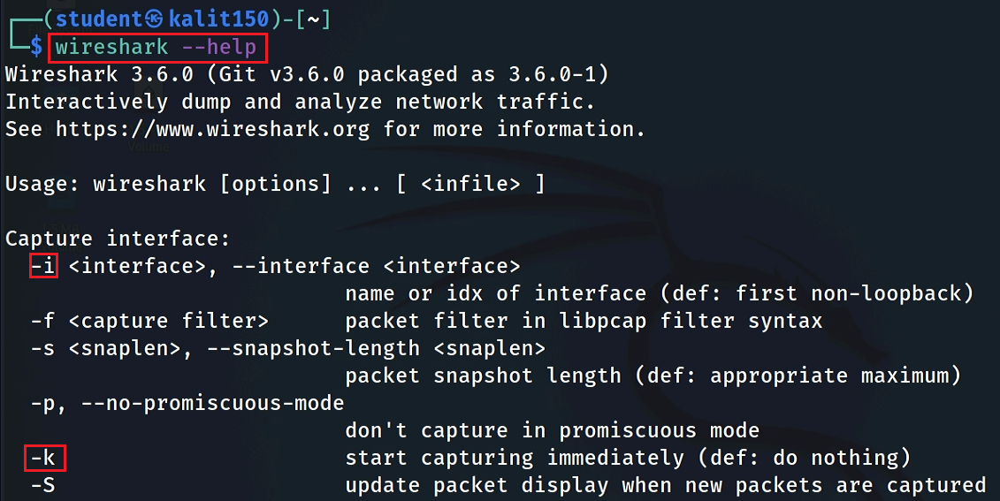 (student㉿kalit150)-[~]
$ wireshark --help
Wireshark 3.6.0 (Git v3.6.0 packaged as 3.6.0-1)
Interactively dump and analyze network traffic.
See https://www.wireshark.org for more information.
Volume
Usage: wireshark [options] ... [ <infile> ]
Capture interface:
-i <interface>, --interface <interface>
name or idx of interface (def: first non-loopback)
-f <capture filter> packet filter in libpcap filter syntax
-s <snaplen>, --snapshot-length <snaplen>
packet snapshot length (def: appropriate maximum)
-p, --no-promiscuous-mode
don't capture in promiscuous mode
-k start capturing immediately (def: do nothing)
-S update packet display when new packets are captured